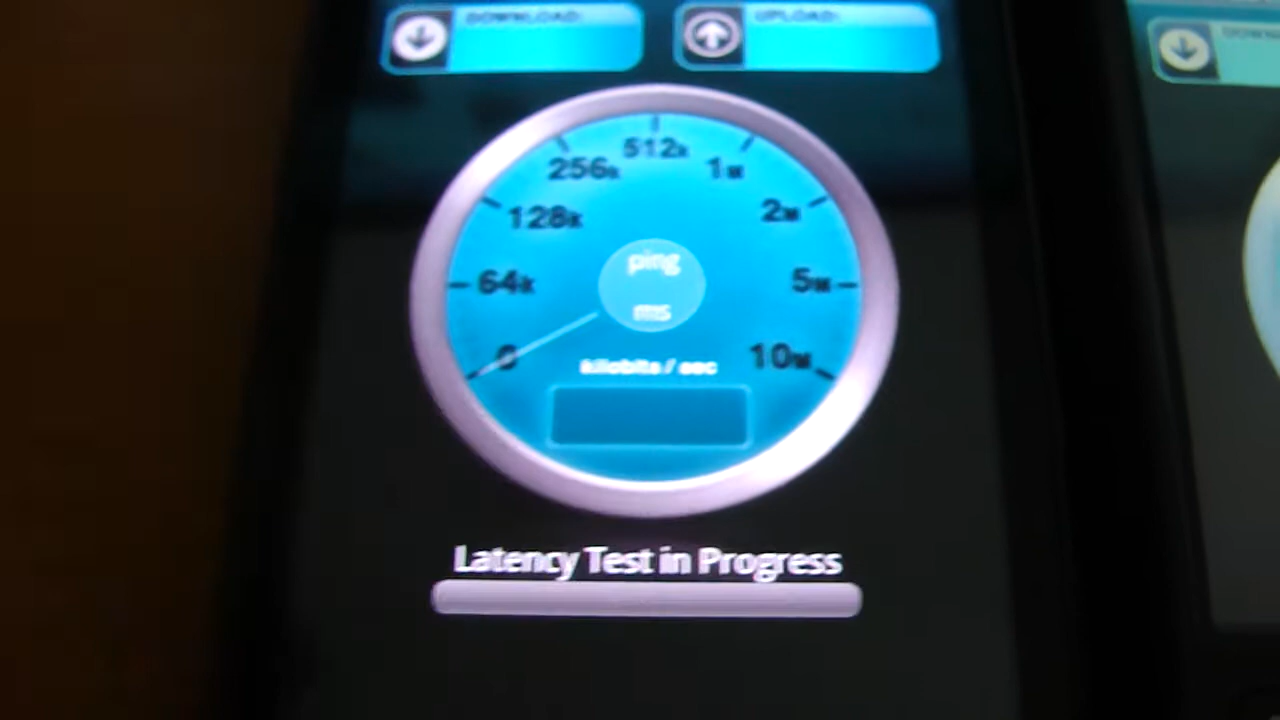 DOWNLOAD:
UPLOAD:
DOWN
512k
256k
1M
128k
2M
64k
ping
5M
ms
0
10M
kilobits / sec
Latency Test in Progress